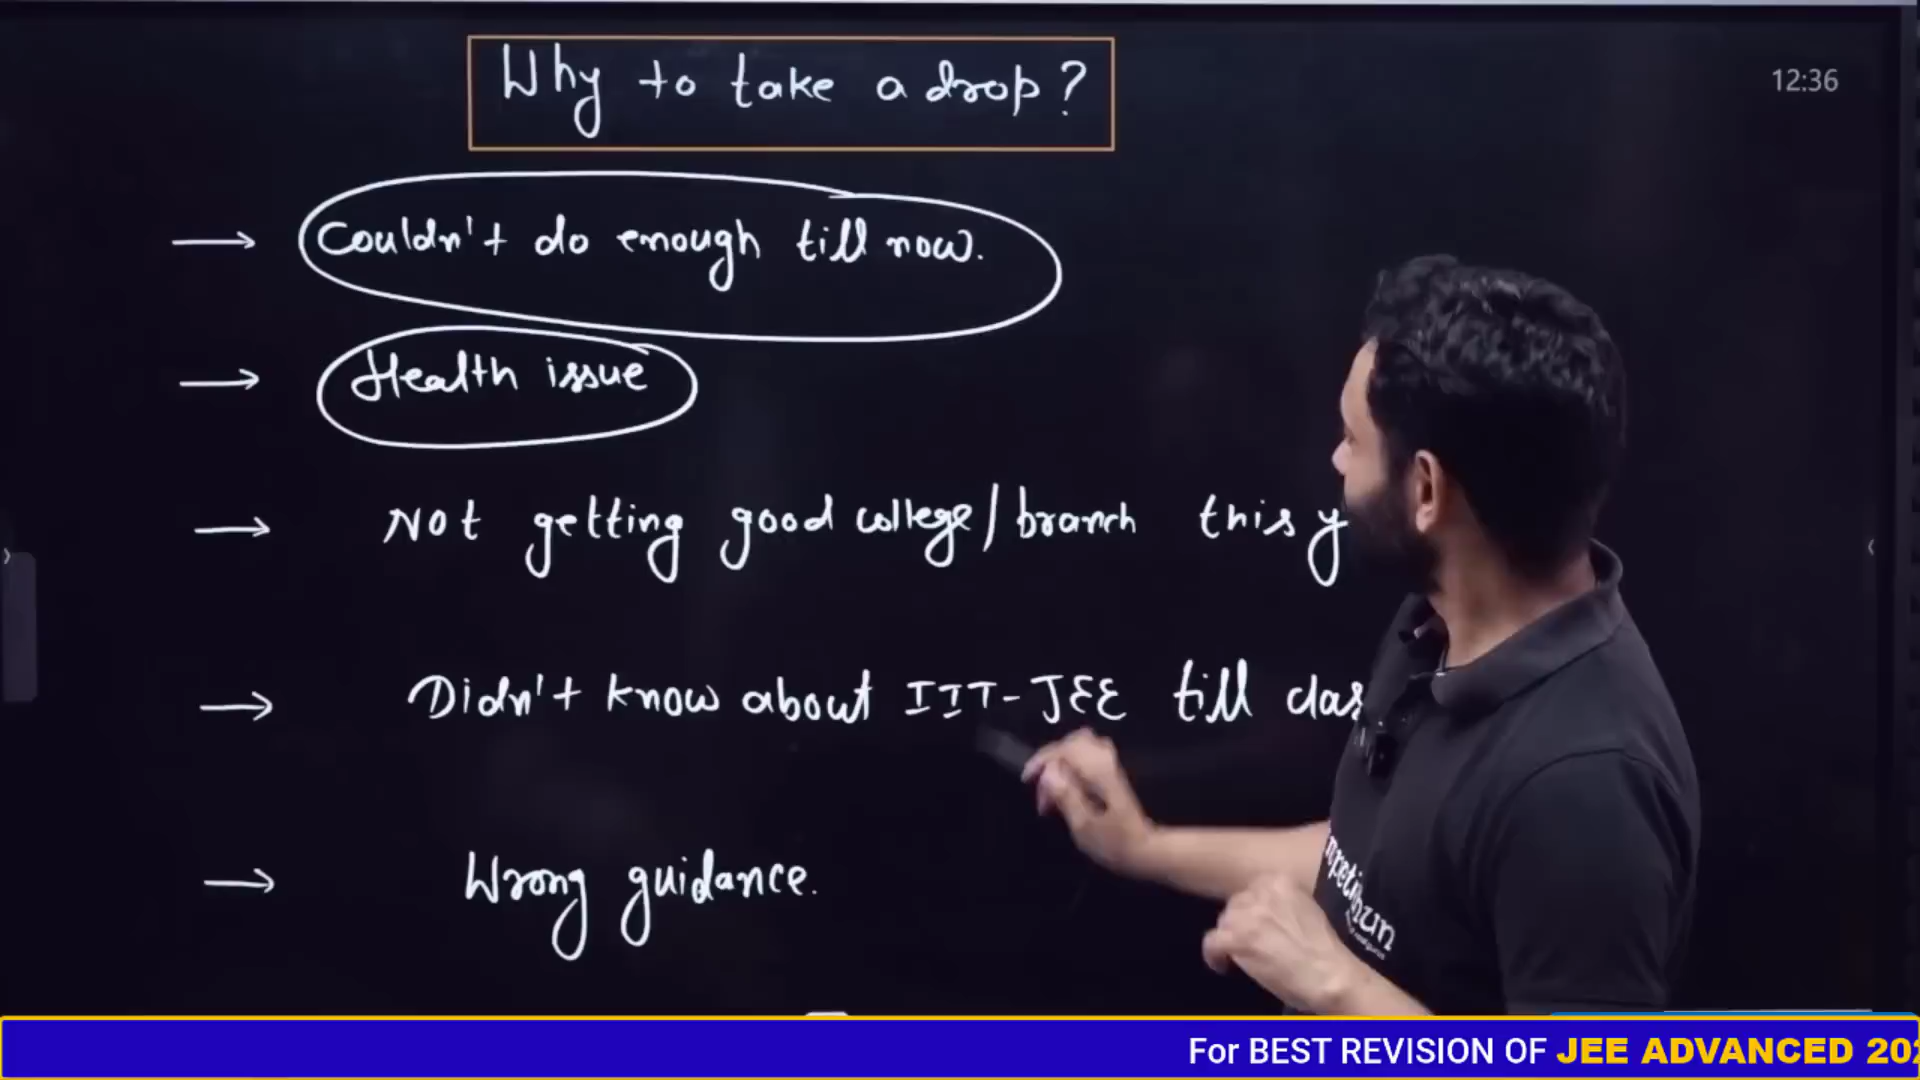 Why to take a drop?
12:36
→ Couldn't do enough till now.
→ Health issue
→ Not getting good college/branch this y
→ Didn't know about IIT-JEE till clas
→ Wrong guidance.
For BEST REVISION OF JEE ADVANCED 202